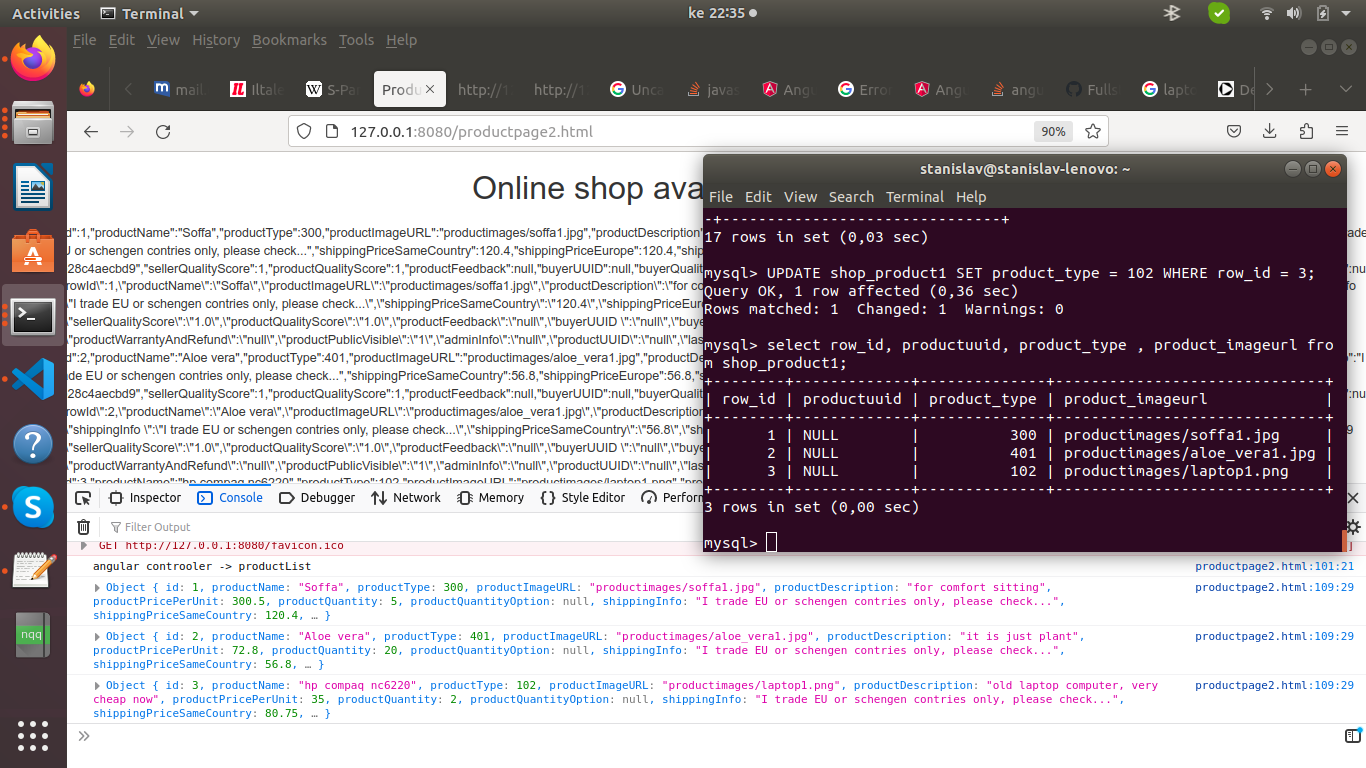 Activities Terminal ke 22:35
File Edit View History Bookmarks Tools Help
mail. Iltale S-Pa Produ http://1 http://1 Unca javas Angu Erro Angu angu Fulls lapto De
127.0.0.1:8080/productpage2.html 90%
Online shop ava
d":1,"productName":"Soffa","productType":300,"productImageURL":"productimages/soffa1.jpg","productDescription"
U or schengen contries only, please check...","shippingPriceSameCountry":120.4,"shippingPriceEurope":120.4,"s
28c4aecbd9","sellerQualityScore":1,"productQualityScore":1,"productFeedback":null,"buyerUUID":null,"buyerQuality
rowId\":1,\"productName\":\"Soffa\",\"productImageURL\":\"productimages/soffa1.jpg\",\"productDescription\":\"for co
\"I trade EU or schengen contries only, please check...\",\"shippingPriceSameCountry\":\"120.4\",\"shippingPriceEuro
\"sellerQualityScore\":\"1.0\",\"productQualityScore\":\"1.0\",\"productFeedback\":\"null\",\"buyerUUID \":\"null\",\"buye
\"productWarrantyAndRefund\":\"null\",\"productPublicVisible\":\"1\",\"adminInfo\":\"null\",\"productUUID\":\"null\",\"las
d":2,"productName":"Aloe vera","productType":401,"productImageURL":"productimages/aloe_vera1.jpg","productDes
de EU or schengen contries only, please check...","shippingPriceSameCountry":56.8,"shippingPriceEurope":56.8,"s
28c4aecbd9","sellerQualityScore":1,"productQualityScore":1,"productFeedback":null,"buyerUUID":null,"buyerQuality
rowId\":2,\"productName\":\"Aloe vera\",\"productImageURL\":\"productimages/aloe_vera1.jpg\",\"productDescription
\"shippingInfo \":\"I trade EU or schengen contries only, please check...\",\"shippingPriceSameCountry\":\"56.8\",\"shi
\"sellerQualityScore\":\"1.0\",\"productQualityScore\":\"1.0\",\"productFeedback\":\"null\",\"buyerUUID \":\"null\",\"buye
\"productWarrantyAndRefund\":\"null\",\"productPublicVisible\":\"1\",\"adminInfo\":\"null\",\"productUUID\":\"null\",\"las
d":3,"productName":"hp compaq nc6220","productType":102,"productImageURL":"productimages/laptop1.png","pro
stanislav@stanislav-lenovo: ~
File Edit View Search Terminal Help
-+-------------------------------+
17 rows in set (0,03 sec)
mysql> UPDATE shop_product1 SET product_type = 102 WHERE row_id = 3;
Query OK, 1 row affected (0,36 sec)
Rows matched: 1 Changed: 1 Warnings: 0
mysql> select row_id, productuuid, product_type , product_imageurl fro
m shop_product1;
+--------+-------------+--------------+-----------------------------+
| row_id | productuuid | product_type | product_imageurl |
+--------+-------------+--------------+-----------------------------+
| 1 | NULL | 300 | productimages/soffa1.jpg |
| 2 | NULL | 401 | productimages/aloe_vera1.jpg |
| 3 | NULL | 102 | productimages/laptop1.png |
+--------+-------------+--------------+-----------------------------+
3 rows in set (0,00 sec)
mysql>
Inspector Console Debugger Network Memory Style Editor Perform
Filter Output
GET http://127.0.0.1:8080/favicon.ico
angular controoler -> productList productpage2.html:101:21
Object { id: 1, productName: "Soffa", productType: 300, productImageURL: "productimages/soffa1.jpg", productDescription: "for comfort sitting", productpage2.html:109:29
productPricePerUnit: 300.5, productQuantity: 5, productQuantityOption: null, shippingInfo: "I trade EU or schengen contries only, please check...",
shippingPriceSameCountry: 120.4, … }
Object { id: 2, productName: "Aloe vera", productType: 401, productImageURL: "productimages/aloe_vera1.jpg", productDescription: "it is just plant", productpage2.html:109:29
productPricePerUnit: 72.8, productQuantity: 20, productQuantityOption: null, shippingInfo: "I trade EU or schengen contries only, please check...",
shippingPriceSameCountry: 56.8, … }
Object { id: 3, productName: "hp compaq nc6220", productType: 102, productImageURL: "productimages/laptop1.png", productDescription: "old laptop computer, very productpage2.html:109:29
cheap now", productPricePerUnit: 35, productQuantity: 2, productQuantityOption: null, shippingInfo: "I trade EU or schengen contries only, please check...",
shippingPriceSameCountry: 80.75, … }
nqq